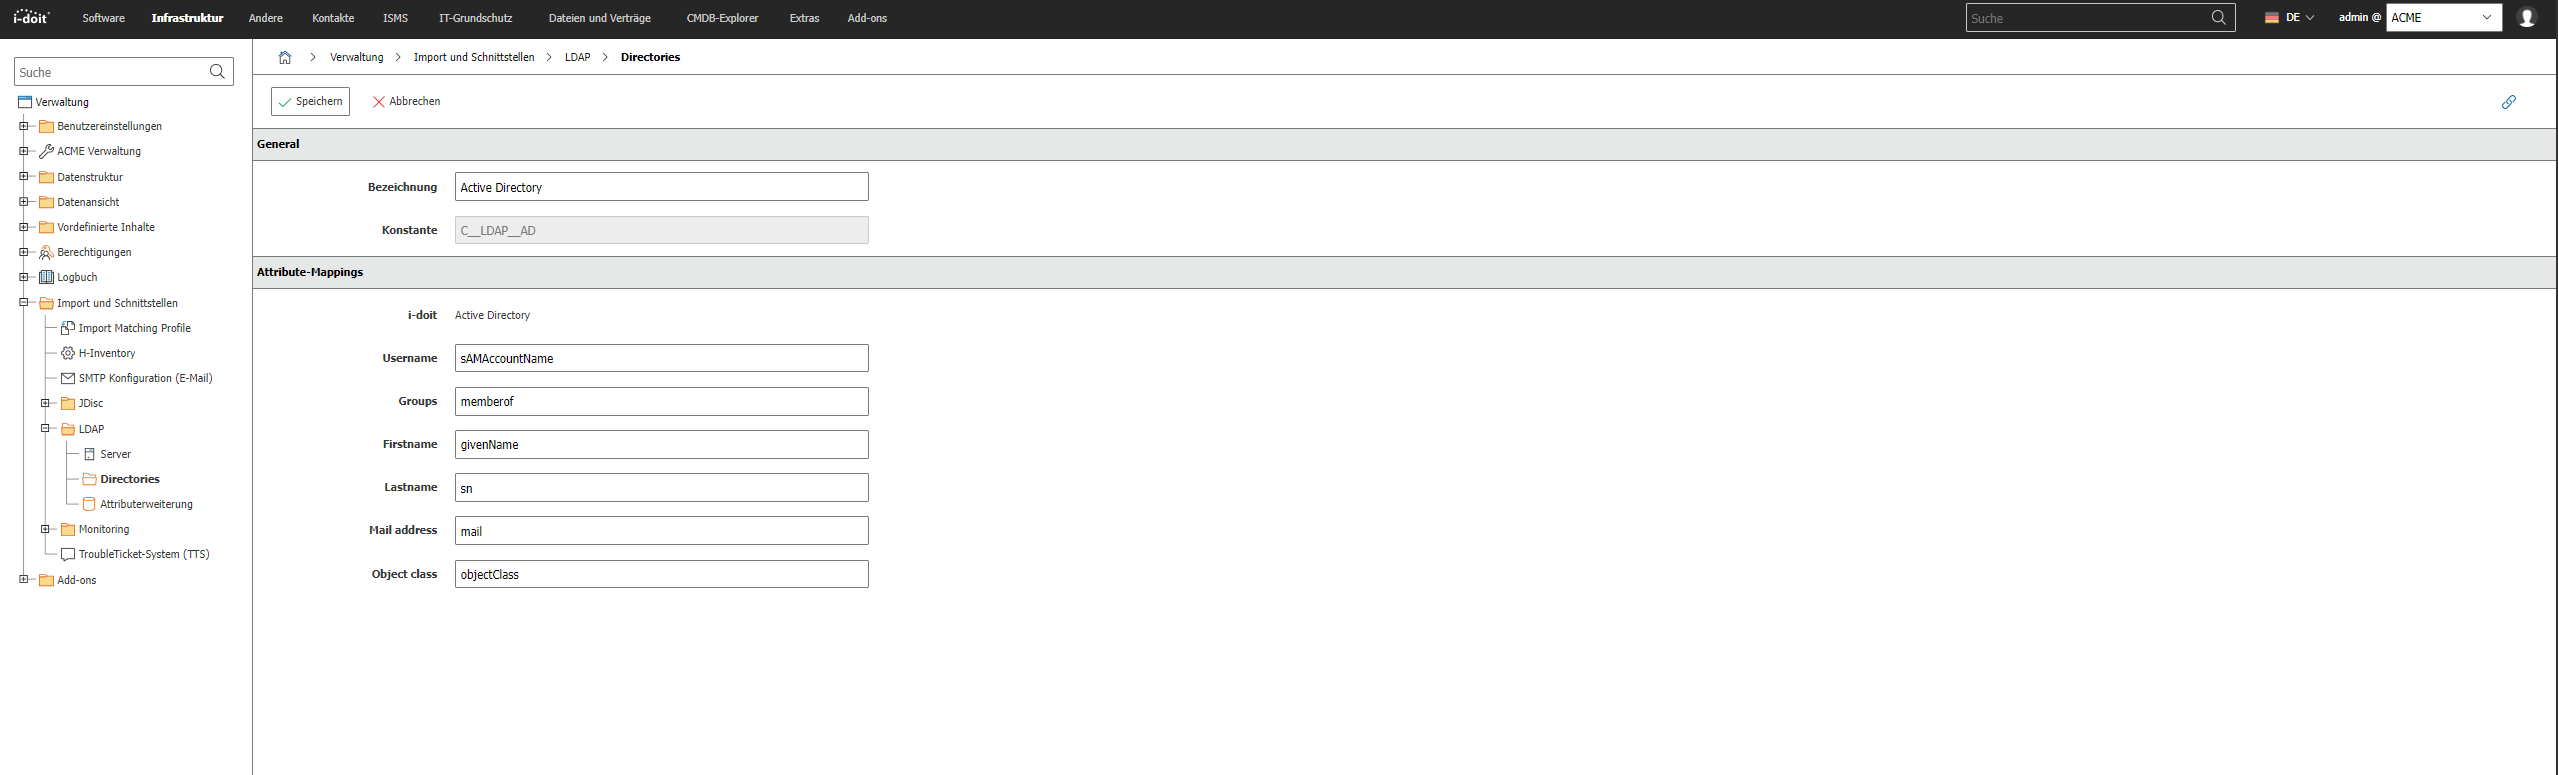 i-doit Software Infrastruktur Andere Kontakte ISMS IT-Grundschutz Dateien und Verträge CMDB-Explorer Extras Add-ons Suche DE admin @ ACME
Suche
Verwaltung
Benutzereinstellungen
ACME Verwaltung
Datenstruktur
Datenansicht
Vordefinierte Inhalte
Berechtigungen
Logbuch
Import und Schnittstellen
Import Matching Profile
H-Inventory
SMTP Konfiguration (E-Mail)
JDisc
LDAP
Server
Directories
Attributerweiterung
Monitoring
TroubleTicket-System (TTS)
Add-ons
Verwaltung > Import und Schnittstellen > LDAP > Directories
Speichern Abbrechen
General
Bezeichnung Active Directory
Konstante C__LDAP__AD
Attribute-Mappings
i-doit Active Directory
Username sAMAccountName
Groups memberof
Firstname givenName
Lastname sn
Mail address mail
Object class objectClass